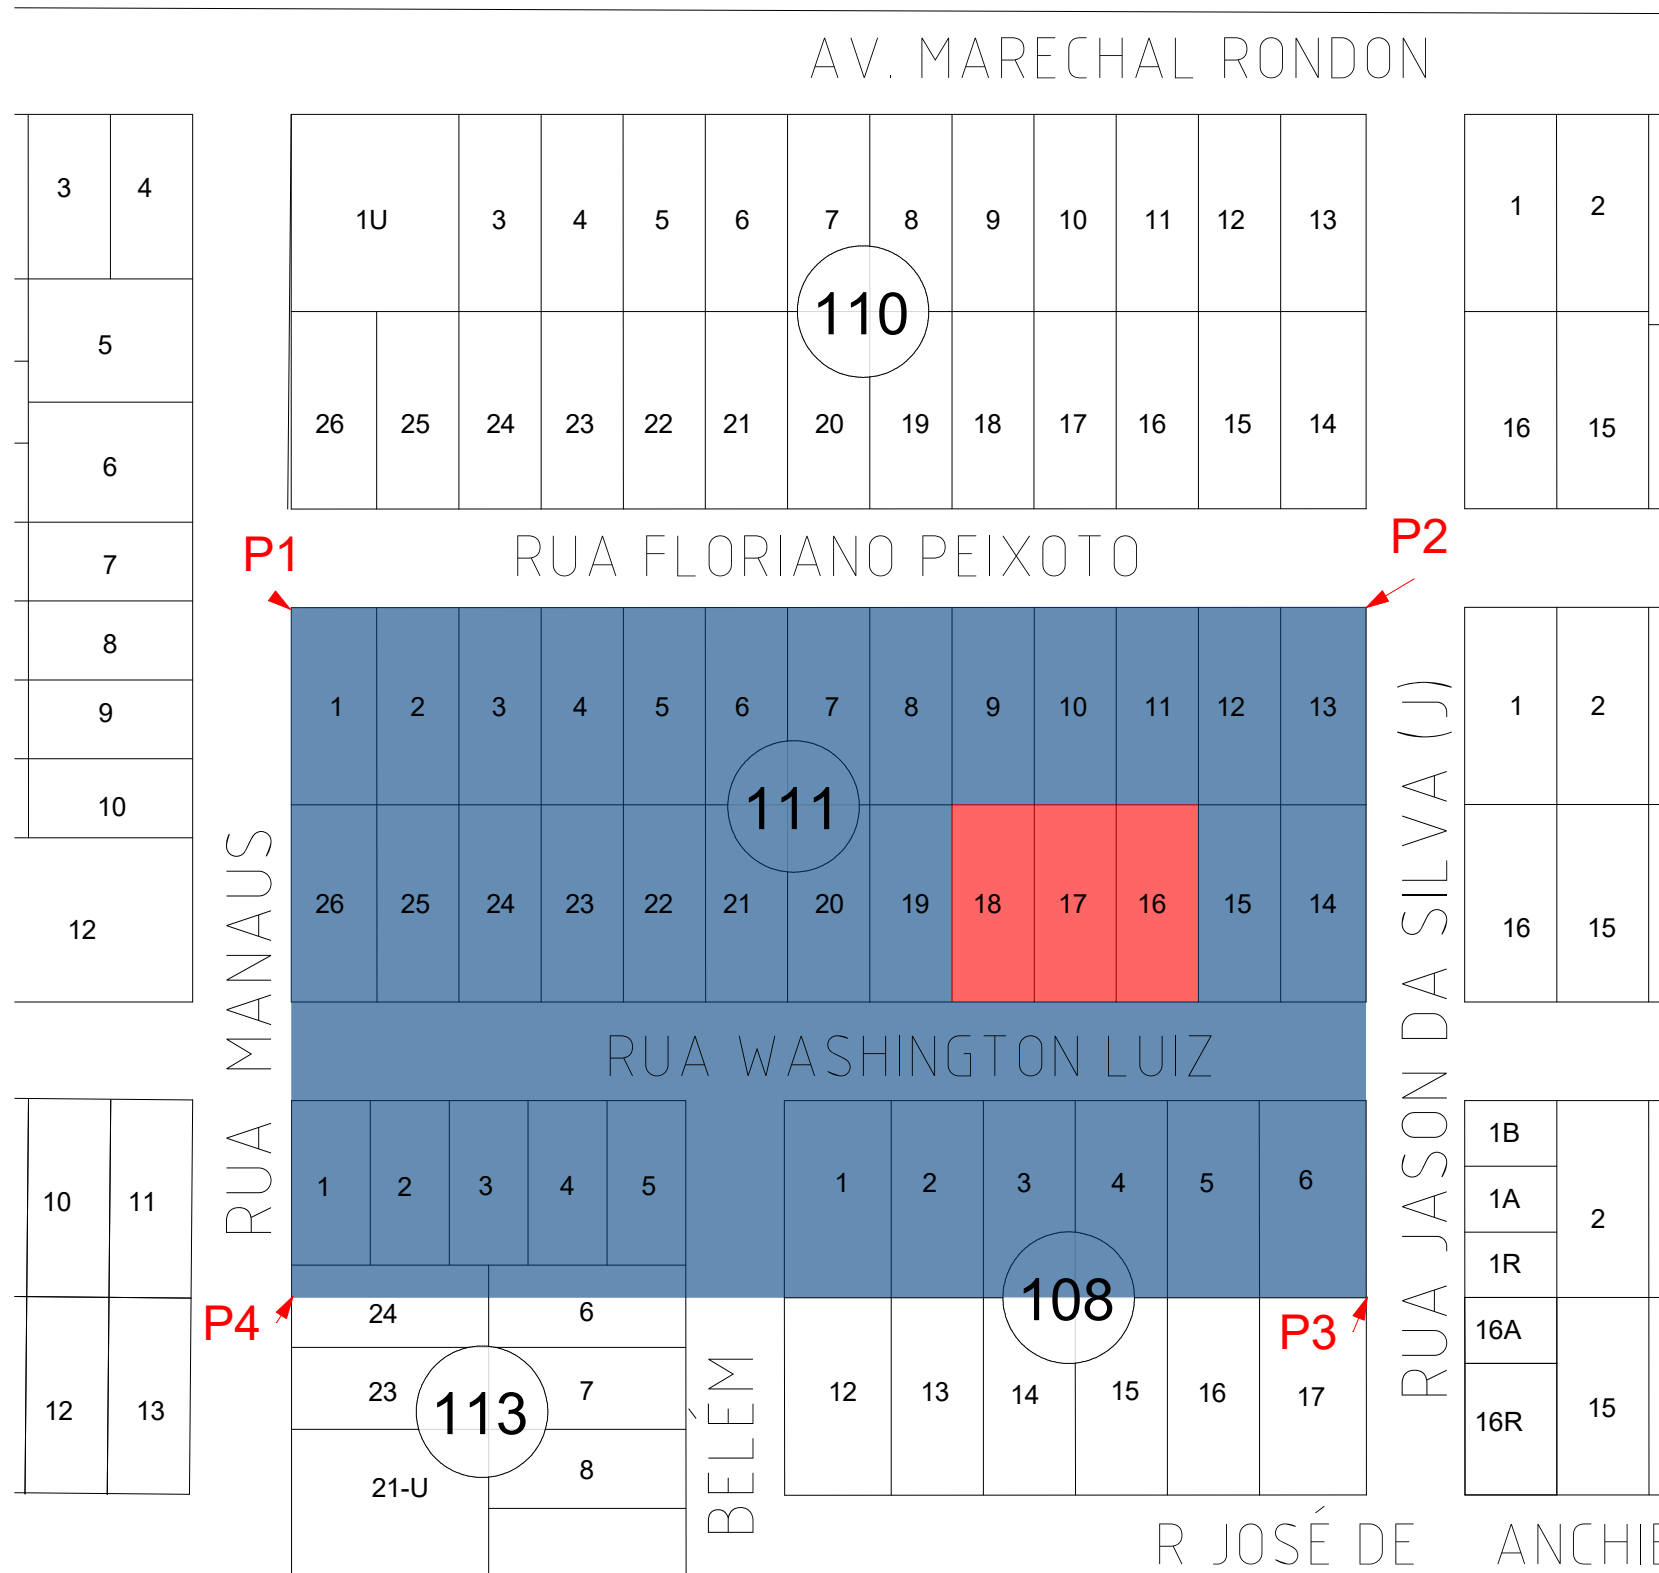 AV. MARECHAL RONDON
3 4 1U 3 4 5 6 7 8 9 10 11 12 13 1 2
110
5
26 25 24 23 22 21 20 19 18 17 16 15 14 16 15
6
P1 RUA FLORIANO PEIXOTO P2
7
8
9 1 2 3 4 5 6 7 8 9 10 11 12 13 1 2
10 111
12 26 25 24 23 22 21 20 19 18 17 16 15 14 16 15
RUA MANAUS
RUA JASON DA SILVA (J)
RUA WASHINGTON LUIZ
1B
10 11 1 2 3 4 5 1 2 3 4 5 6 1A 2
1R
P4 24 6 108 P3 16A
12 13 23 113 7 12 13 14 15 16 17 16R 15
21-U 8
BELÉM
R JOSÉ DE ANCHIE